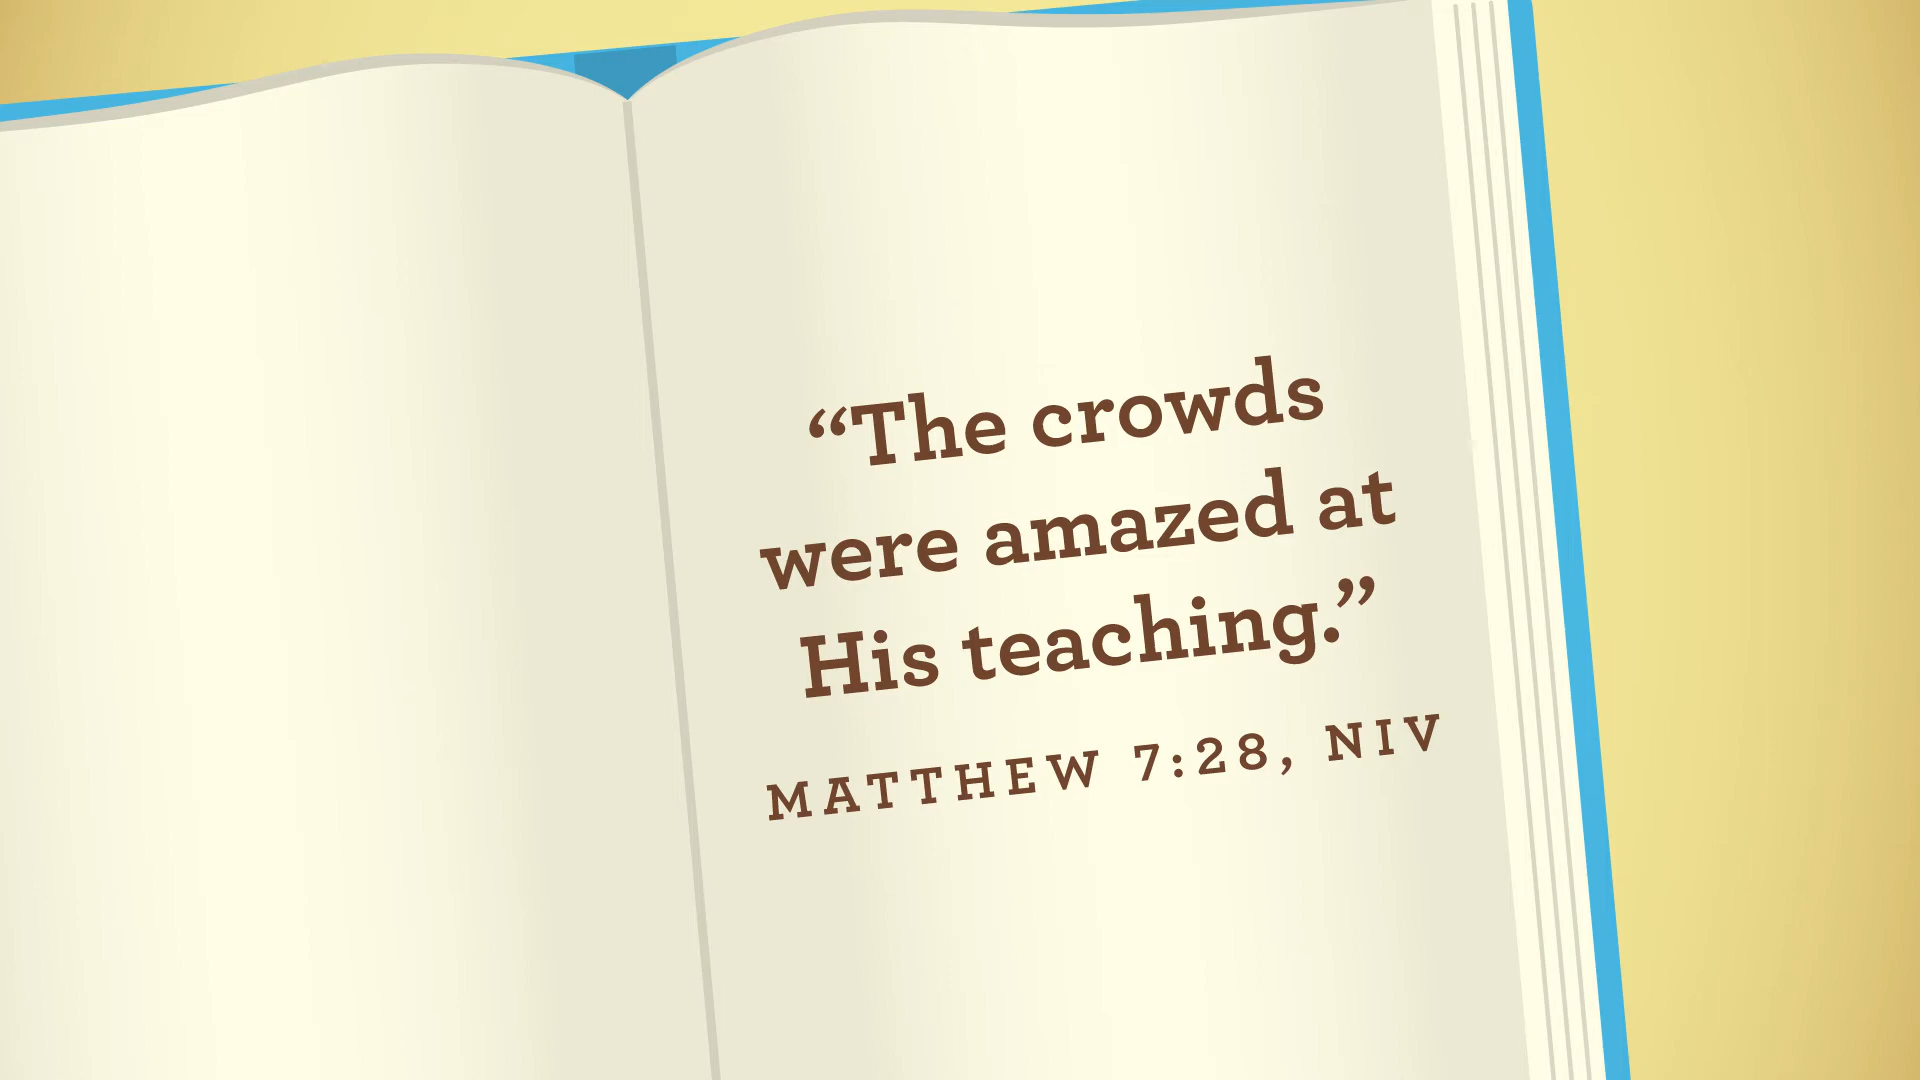 “The crowds
were amazed at
His teaching.”
MATTHEW 7:28, NIV